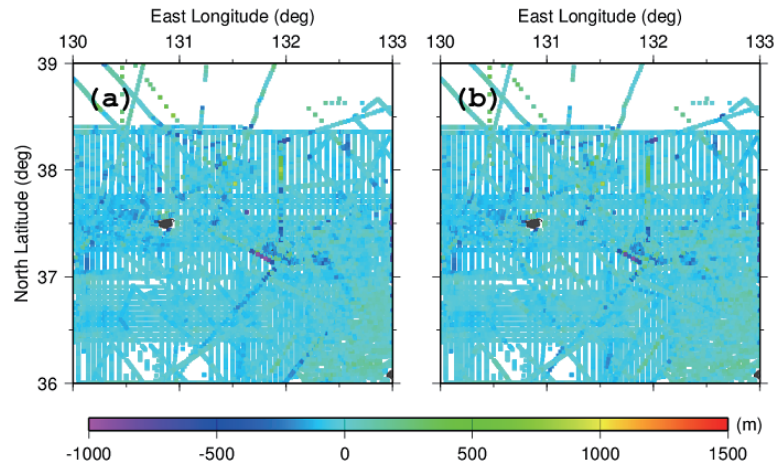 East Longitude (deg) East Longitude (deg)
130 131 132 133 130 131 132 133
39
(a) (b)
38
North Latitude (deg)
37
36
(m)
-1000 -500 0 500 1000 1500